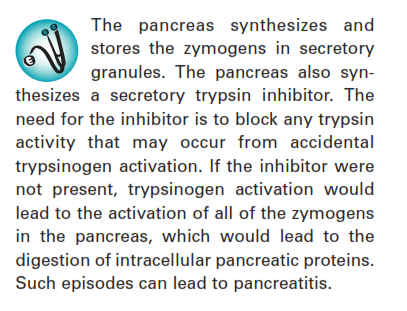 The pancreas synthesizes and
stores the zymogens in secretory
granules. The pancreas also syn-
thesizes a secretory trypsin inhibitor. The
need for the inhibitor is to block any trypsin
activity that may occur from accidental
trypsinogen activation. If the inhibitor were
not present, trypsinogen activation would
lead to the activation of all of the zymogens
in the pancreas, which would lead to the
digestion of intracellular pancreatic proteins.
Such episodes can lead to pancreatitis.